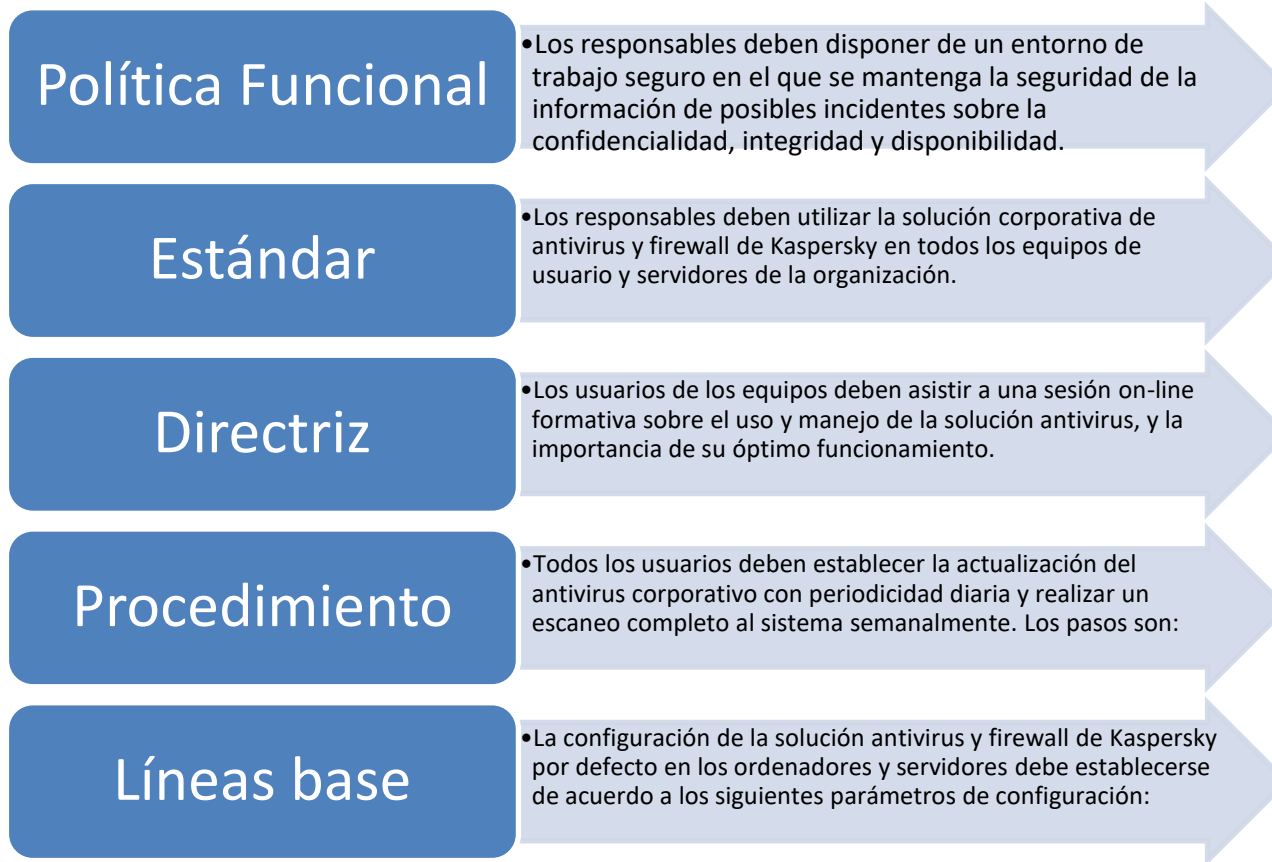 Política Funcional
•Los responsables deben disponer de un entorno de
trabajo seguro en el que se mantenga la seguridad de la
información de posibles incidentes sobre la
confidencialidad, integridad y disponibilidad.
Estándar
•Los responsables deben utilizar la solución corporativa de
antivirus y firewall de Kaspersky en todos los equipos de
usuario y servidores de la organización.
Directriz
•Los usuarios de los equipos deben asistir a una sesión on-line
formativa sobre el uso y manejo de la solución antivirus, y la
importancia de su óptimo funcionamiento.
Procedimiento
•Todos los usuarios deben establecer la actualización del
antivirus corporativo con periodicidad diaria y realizar un
escaneo completo al sistema semanalmente. Los pasos son:
Líneas base
•La configuración de la solución antivirus y firewall de Kaspersky
por defecto en los ordenadores y servidores debe establecerse
de acuerdo a los siguientes parámetros de configuración: